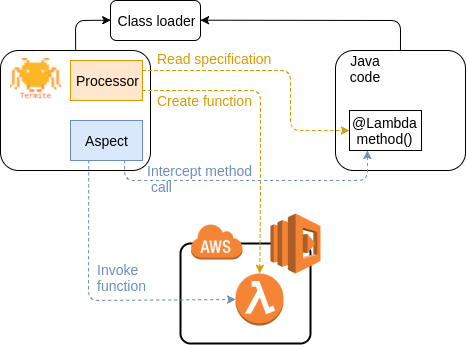 Class loader
Read specification
Java
code
Processor
Termite
Create function
@Lambda
method()
Aspect
Intercept method
call
AWS
Invoke
function
λ